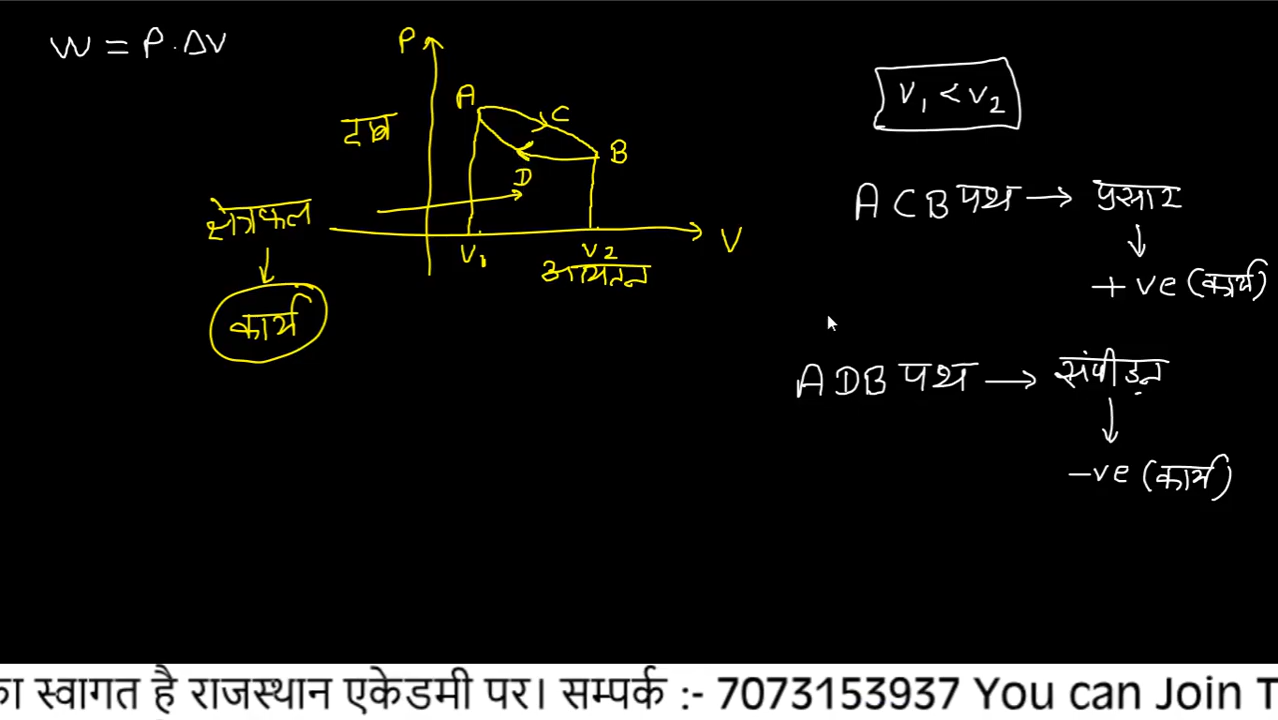 W = P.ΔV
P
A
C
B
D
दाब
V
V₁
V₂
आयतन
क्षेत्रफल
↓
कार्य
V₁ < V₂
ACB पथ → प्रसार
↓
+ve (कार्य)
ADB पथ → संपीडन
↓
-ve (कार्य)
का स्वागत है राजस्थान एकेडमी पर। सम्पर्क :- 7073153937 You can Join T